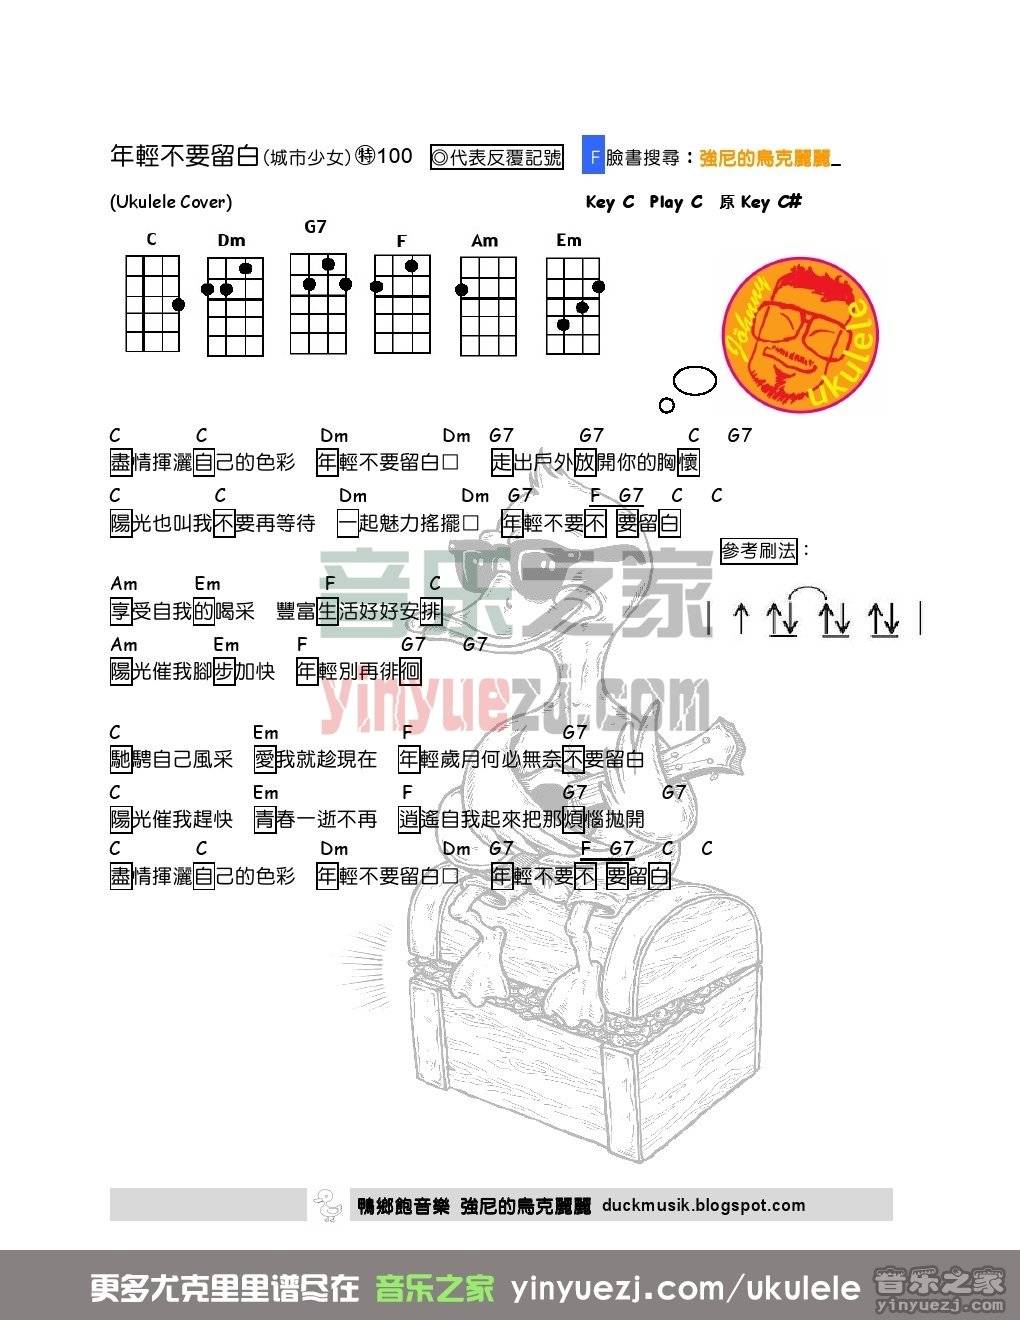 年輕不要留白(城市少女)㊕100 ◎代表反覆記號 F 臉書搜尋：強尼的烏克麗麗_
(Ukulele Cover) Key C Play C 原 Key C#
C Dm G7 F Am Em
Johnny ukulele
C C Dm Dm G7 G7 C G7
盡情揮灑自己的色彩 年輕不要留白□ 走出戶外放開你的胸懷
C C Dm Dm G7 F G7 C C
陽光也叫我不要再等待 一起魅力搖擺□ 年輕不要不 要留白
參考刷法：
Am Em F C
享受自我的喝采 豐富生活好好安排
Am Em F G7 G7
陽光催我腳步加快 年輕別再徘徊
C Em F G7
馳騁自己風采 愛我就趁現在 年輕歲月何必無奈不要留白
C Em F G7 G7
陽光催我趕快 青春一逝不再 逍遙自我起來把那煩惱拋開
C C Dm Dm G7 F G7 C C
盡情揮灑自己的色彩 年輕不要留白□ 年輕不要不 要留白
音乐之家
yinyuezj.com
鴨鄉飽音樂 強尼的烏克麗麗 duckmusik.blogspot.com
更多尤克里里谱尽在 音乐之家 yinyuezj.com/ukulele
音乐之家
yinyuezj.com